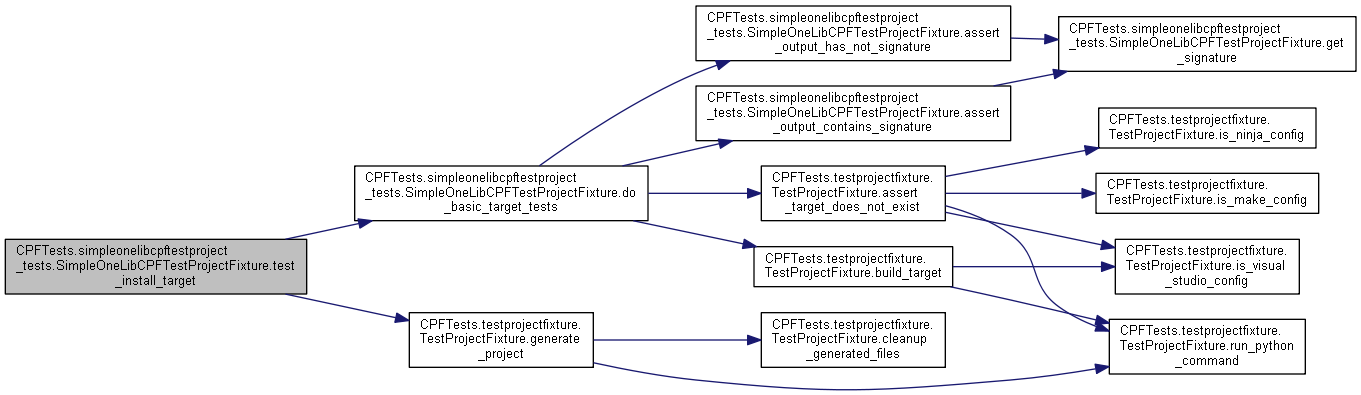 CPFTests.simpleonelibcpftestproject
_tests.SimpleOneLibCPFTestProjectFixture.test
_install_target
CPFTests.simpleonelibcpftestproject
_tests.SimpleOneLibCPFTestProjectFixture.do
_basic_target_tests
CPFTests.testprojectfixture.
TestProjectFixture.generate
_project
CPFTests.simpleonelibcpftestproject
_tests.SimpleOneLibCPFTestProjectFixture.assert
_output_has_not_signature
CPFTests.simpleonelibcpftestproject
_tests.SimpleOneLibCPFTestProjectFixture.assert
_output_contains_signature
CPFTests.testprojectfixture.
TestProjectFixture.assert
_target_does_not_exist
CPFTests.testprojectfixture.
TestProjectFixture.build_target
CPFTests.testprojectfixture.
TestProjectFixture.cleanup
_generated_files
CPFTests.simpleonelibcpftestproject
_tests.SimpleOneLibCPFTestProjectFixture.get
_signature
CPFTests.testprojectfixture.
TestProjectFixture.is_ninja_config
CPFTests.testprojectfixture.
TestProjectFixture.is_make_config
CPFTests.testprojectfixture.
TestProjectFixture.is_visual
_studio_config
CPFTests.testprojectfixture.
TestProjectFixture.run_python
_command